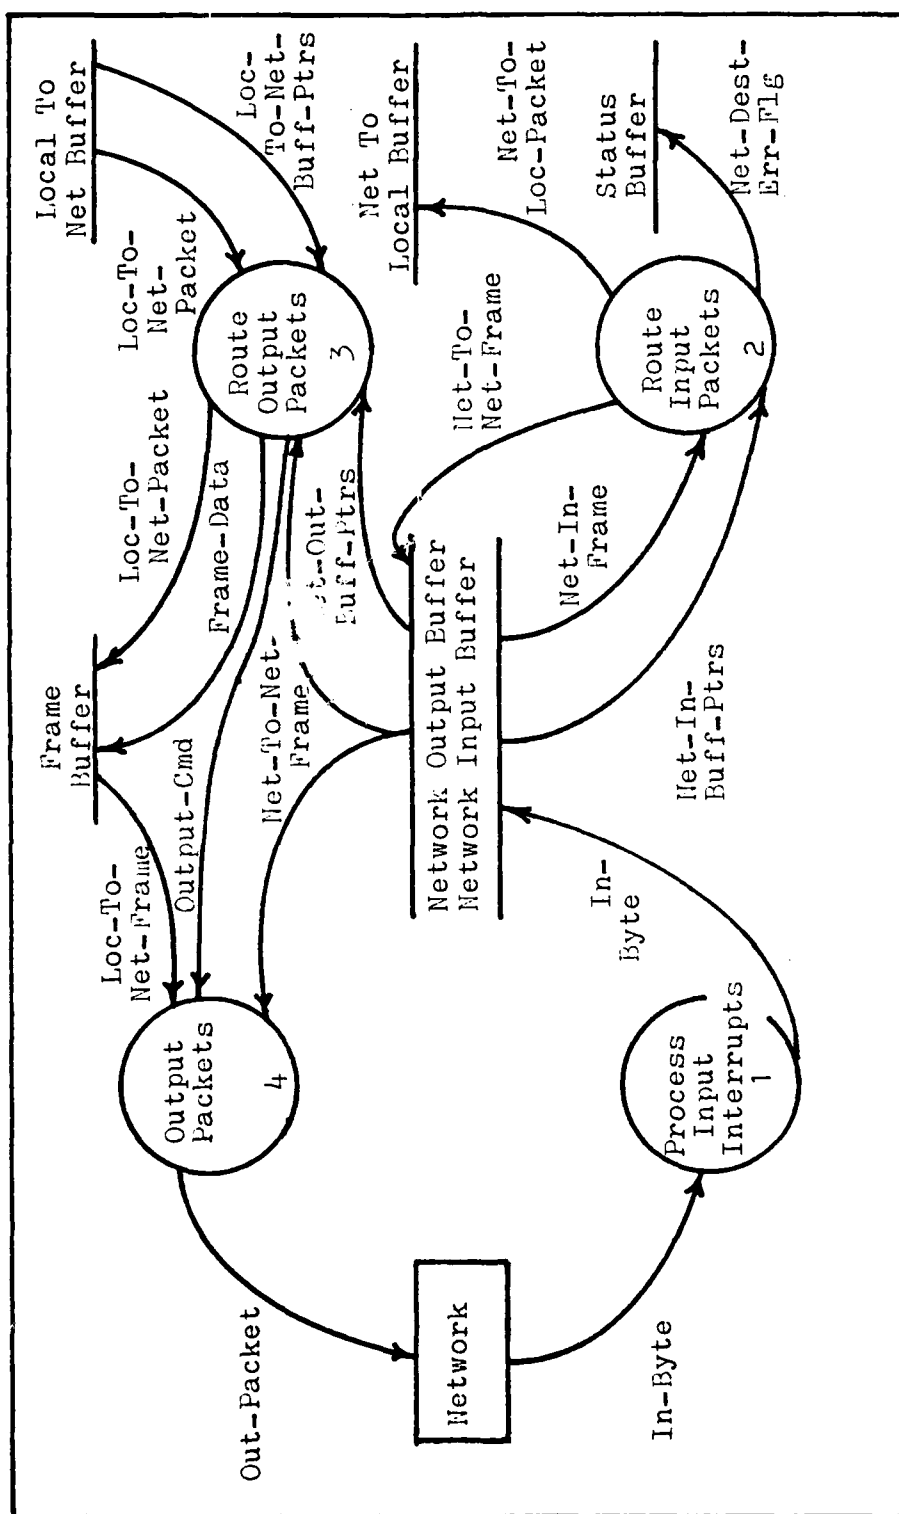 Local To
Net Buffer
Loc-
To-Net-
Buff-Ptrs
Loc-To-
Net-
Packet
Route
Output
Packets
3
Loc-To-
Net-Packet
Frame-Data
Frame
Buffer
Loc-To-
Net-Frame
Output-Cmd
Net-To-Net-
Frame
Buff-Ptrs
Output
Packets
4
Out-Packet
Network
In-Byte
Process
Input
Interrupts
1
In-
Byte
Network Output Buffer
Network Input Buffer
Net-In-
Frame
Net-In-
Buff-Ptrs
Net-To-
Net-Frame
Route
Input
Packets
2
Net To
Local Buffer
Net-To-
Loc-Packet
Status
Buffer
Net-Dest-
Err-Flg